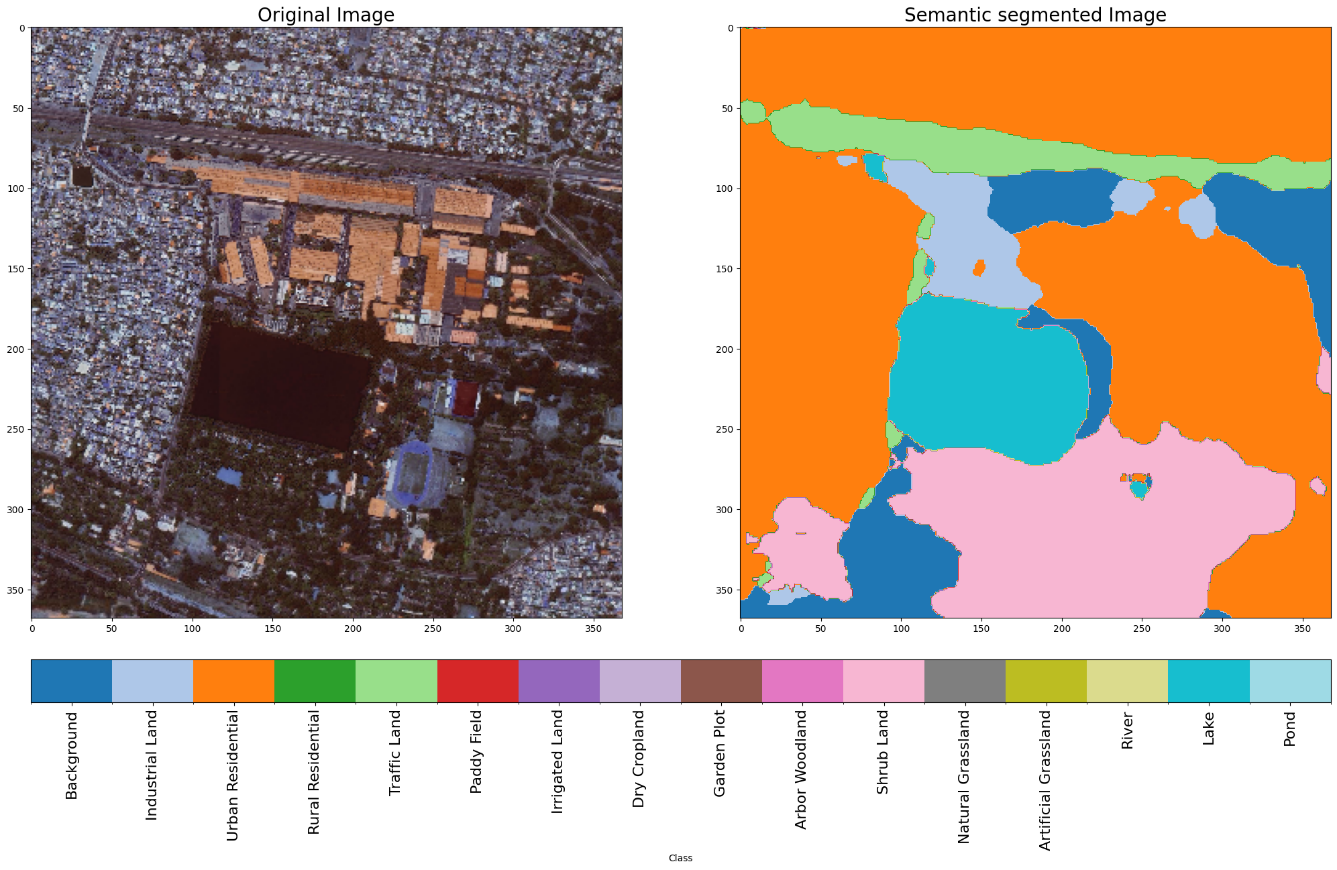 Original Image
Semantic segmented Image
0
50
100
150
200
250
300
350
0
50
100
150
200
250
300
350
0
50
100
150
200
250
300
350
0
50
100
150
200
250
300
350
Background
Industrial Land
Urban Residential
Rural Residential
Traffic Land
Paddy Field
Irrigated Land
Dry Cropland
Garden Plot
Arbor Woodland
Shrub Land
Natural Grassland
Artificial Grassland
River
Lake
Pond
Class